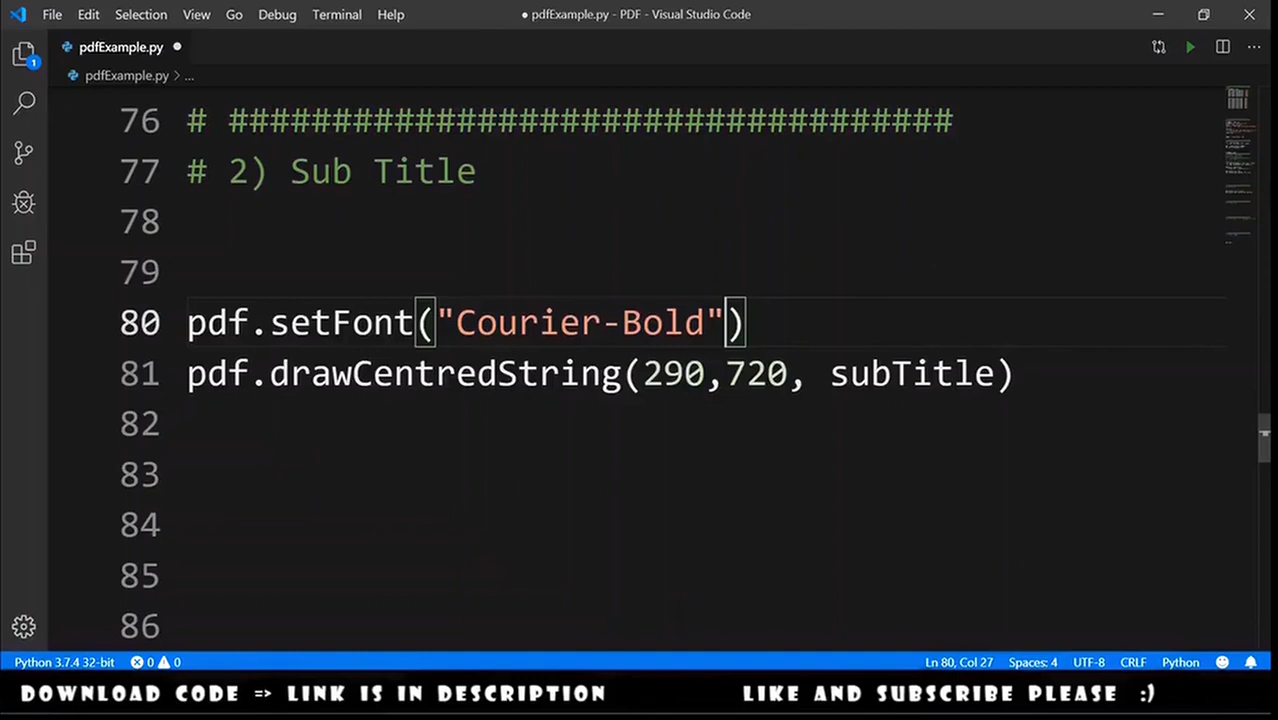 File Edit Selection View Go Debug Terminal Help ● pdfExample.py - PDF - Visual Studio Code
pdfExample.py ●
pdfExample.py > ...
1
76 # ###################################
77 # 2) Sub Title
78
79
80 pdf.setFont("Courier-Bold")
81 pdf.drawCentredString(290,720, subTitle)
82
83
84
85
86
Python 3.7.4 32-bit 0 0 Ln 80, Col 27 Spaces: 4 UTF-8 CRLF Python
DOWNLOAD CODE => LINK IS IN DESCRIPTION LIKE AND SUBSCRIBE PLEASE :)